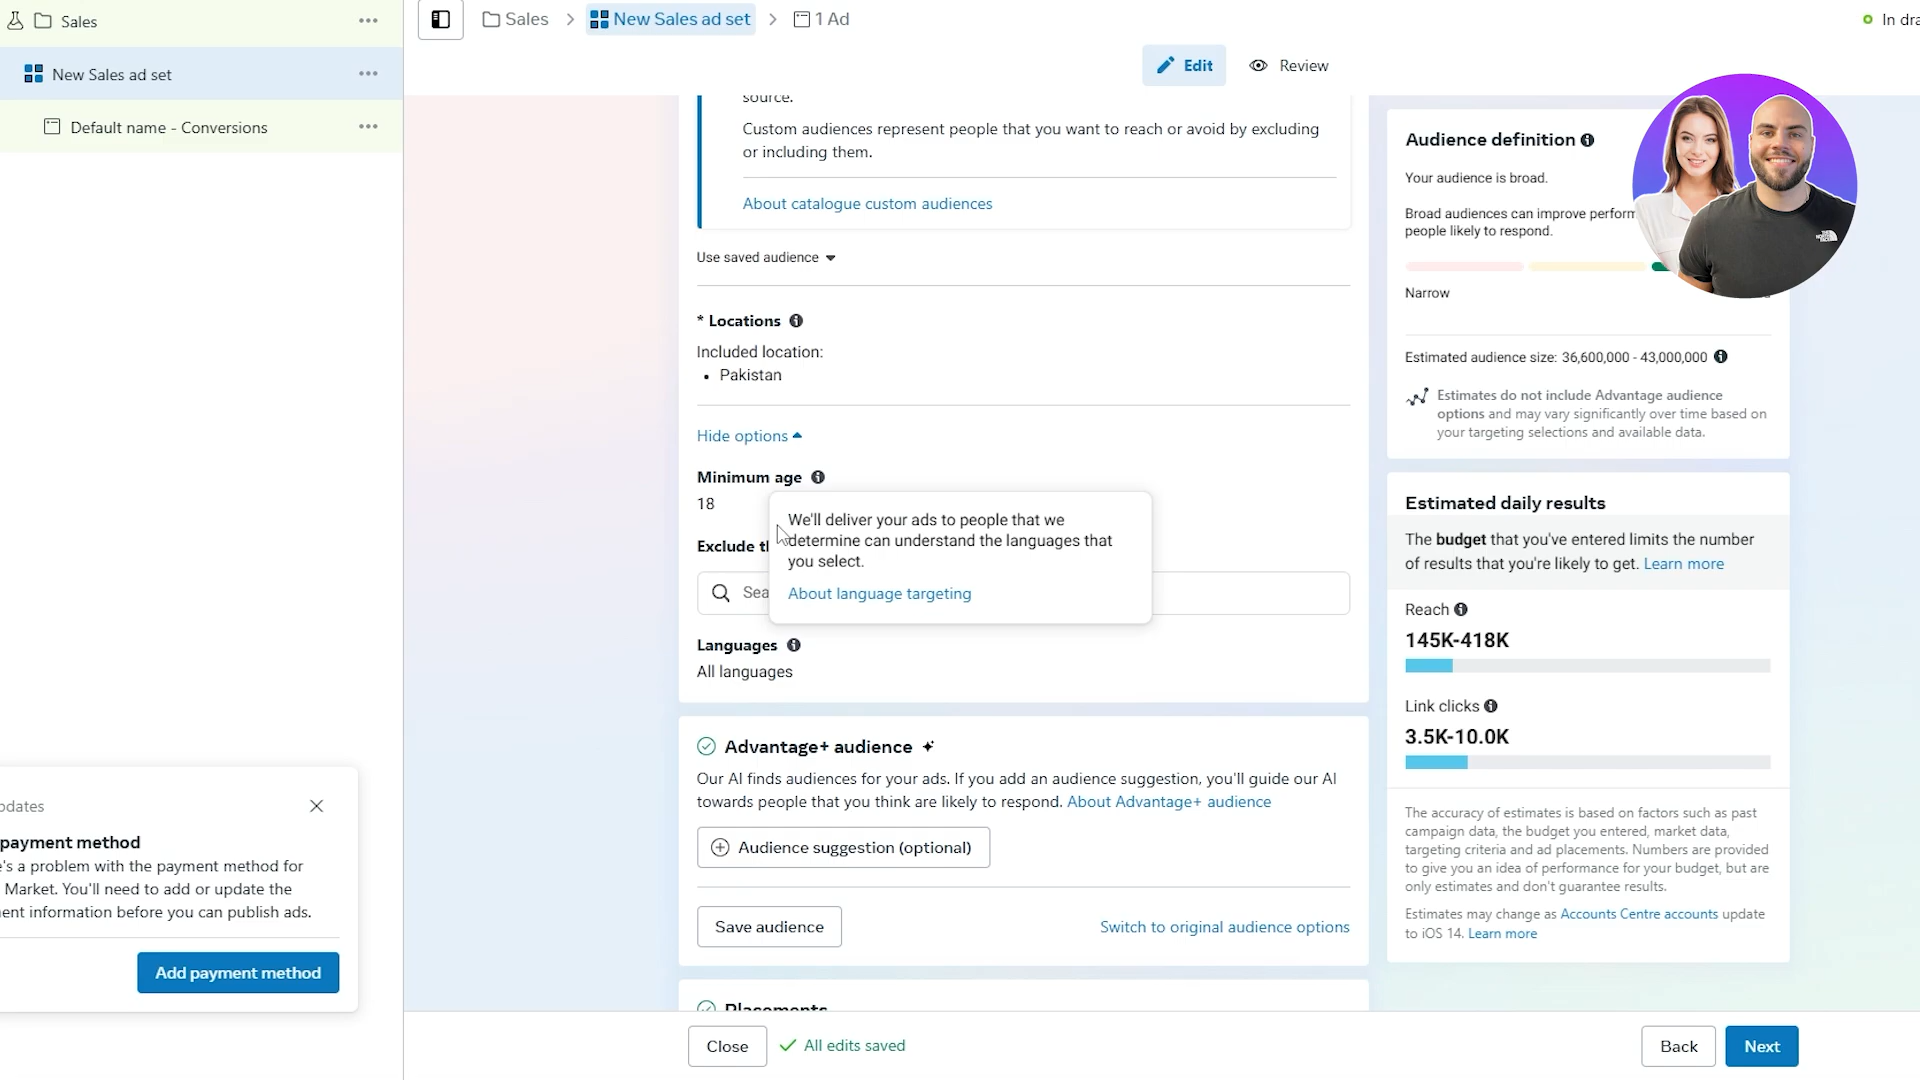 Sales
New Sales ad set
Default name - Conversions
Sales
New Sales ad set
1 Ad
In dra
Edit
Review
source.
Custom audiences represent people that you want to reach or avoid by excluding
or including them.
About catalogue custom audiences
Use saved audience
* Locations
Included location:
• Pakistan
Hide options
Minimum age
18
We'll deliver your ads to people that we
determine can understand the languages that
you select.
About language targeting
Exclude th
Sea
Languages
All languages
Advantage+ audience
Our AI finds audiences for your ads. If you add an audience suggestion, you'll guide our AI
towards people that you think are likely to respond. About Advantage+ audience
Audience suggestion (optional)
Save audience
Switch to original audience options
Placements
Close
All edits saved
Back
Next
Audience definition
Your audience is broad.
Broad audiences can improve perform
people likely to respond.
Narrow
Estimated audience size: 36,600,000 - 43,000,000
Estimates do not include Advantage audience
options and may vary significantly over time based on
your targeting selections and available data.
Estimated daily results
The budget that you've entered limits the number
of results that you're likely to get. Learn more
Reach
145K-418K
Link clicks
3.5K-10.0K
The accuracy of estimates is based on factors such as past
campaign data, the budget you entered, market data,
targeting criteria and ad placements. Numbers are provided
to give you an idea of performance for your budget, but are
only estimates and don't guarantee results.
Estimates may change as Accounts Centre accounts update
to iOS 14. Learn more
THE NORTH FACE
pdates
payment method
e's a problem with the payment method for
Market. You'll need to add or update the
ent information before you can publish ads.
Add payment method